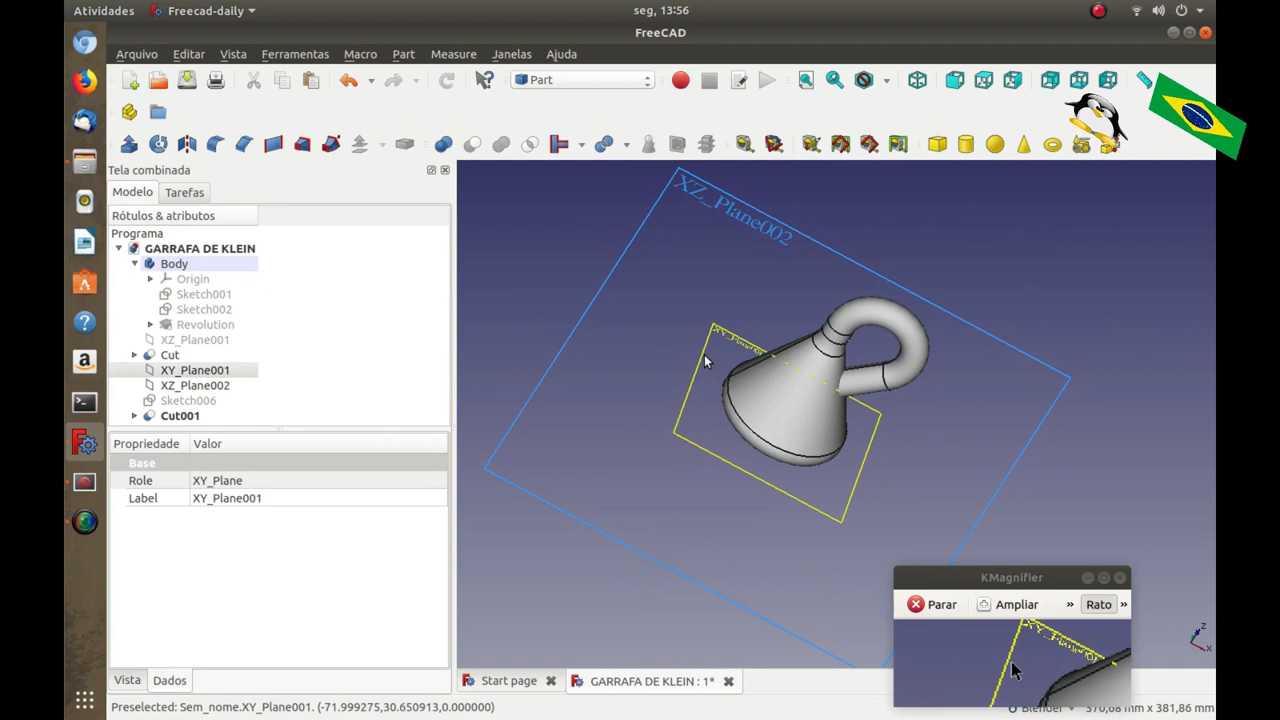 Atividades
Freecad-daily
seg, 13:56
FreeCAD
Arquivo Editar Vista Ferramentas Macro Part Measure Janelas Ajuda
Part
Tela combinada
Modelo Tarefas
Rótulos & atributos
Programa
GARRAFA DE KLEIN
Body
Origin
Sketch001
Sketch002
Revolution
XZ_Plane001
Cut
XY_Plane001
XZ_Plane002
Sketch006
Cut001
Propriedade Valor
Base
Role XY_Plane
Label XY_Plane001
Vista Dados
XZ_Plane002
XY_Plane001
KMagnifier
Parar Ampliar » Rato »
z
x
Start page
GARRAFA DE KLEIN : 1*
Preselected: Sem_nome.XY_Plane001. (-71.999275,30.650913,0.000000)
Blender
370,68 mm x 381,86 mm